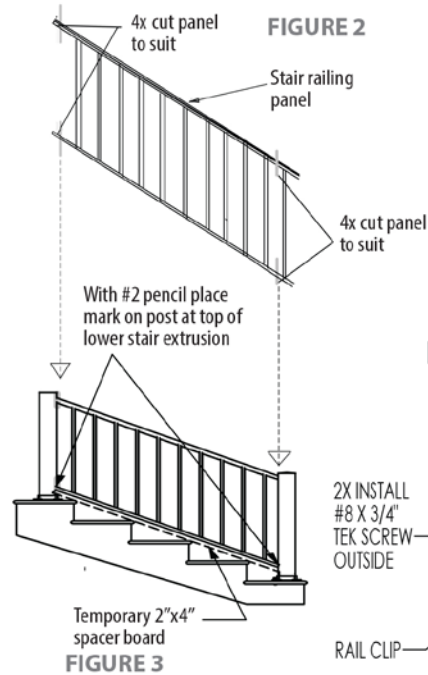 4x cut panel
to suit
FIGURE 2
Stair railing
panel
4x cut panel
to suit
With #2 pencil place
mark on post at top of
lower stair extrusion
2X INSTALL
#8 X 3/4"
TEK SCREW
OUTSIDE
Temporary 2"x4"
spacer board
RAIL CLIP
FIGURE 3